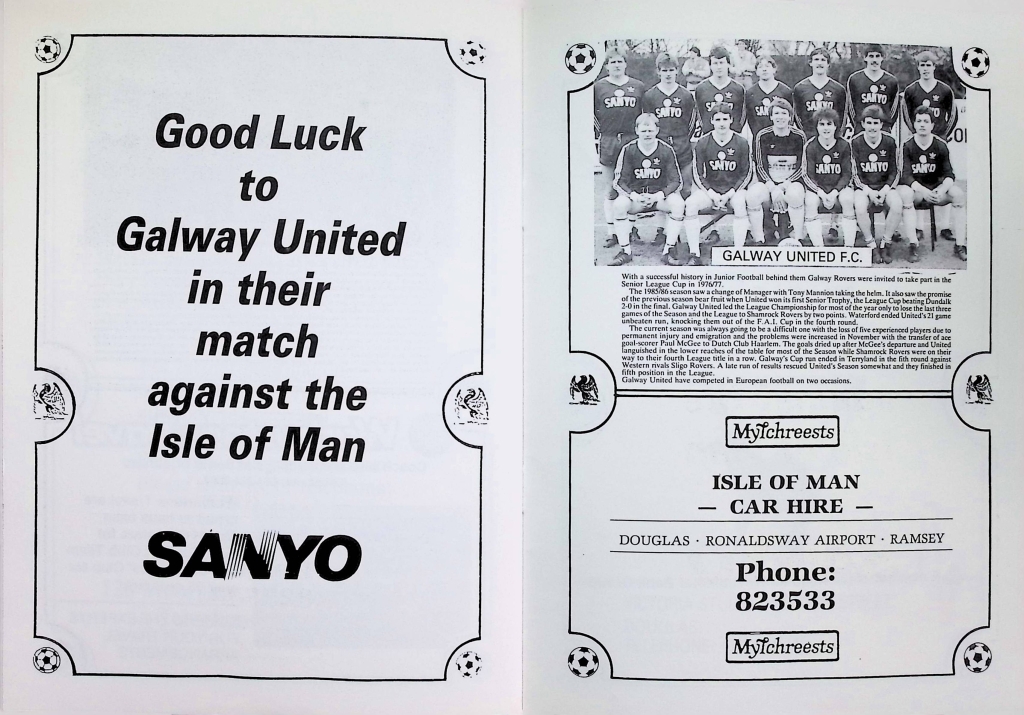 Good Luck
to
Galway United
in their
match
against the
Isle of Man
SANYO
SANYO
SANYO
SANYO
SANYO
SANYO
SANYO
SANYO
SANYO
SANYO
GALWAY UNITED F.C.
With a successful history in Junior Football behind them Galway Rovers were invited to take part in the
Senior League Cup in 1976/77.
The 1985/86 season saw a change of Manager with Tony Mannion taking the helm. It also saw the promise
of the previous season bear fruit when United won its first Senior Trophy, the League Cup beating Dundalk
2-0 in the final. Galway United led the League Championship for most of the year only to lose the last three
games of the Season and the League to Shamrock Rovers by two points. Waterford ended United's 21 game
unbeaten run, knocking them out of the F.A.I. Cup in the fourth round.
The current season was always going to be a difficult one with the loss of five experienced players due to
permanent injury and emigration and the problems were increased in November with the transfer of ace
goal-scorer Paul McGee to Dutch Club Haarlem. The goals dried up after McGee's departure and United
languished in the lower reaches of the table for most of the Season while Shamrock Rovers were on their
way to their fourth League title in a row. Galway's Cup run ended in Terryland in the fith round against
Western rivals Sligo Rovers. A late run of results rescued United's Season somewhat and they finished in
fifth position in the League.
Galway United have competed in European football on two occasions.
Mylchreests
ISLE OF MAN
— CAR HIRE —
DOUGLAS · RONALDSWAY AIRPORT · RAMSEY
Phone:
823533
Mylchreests